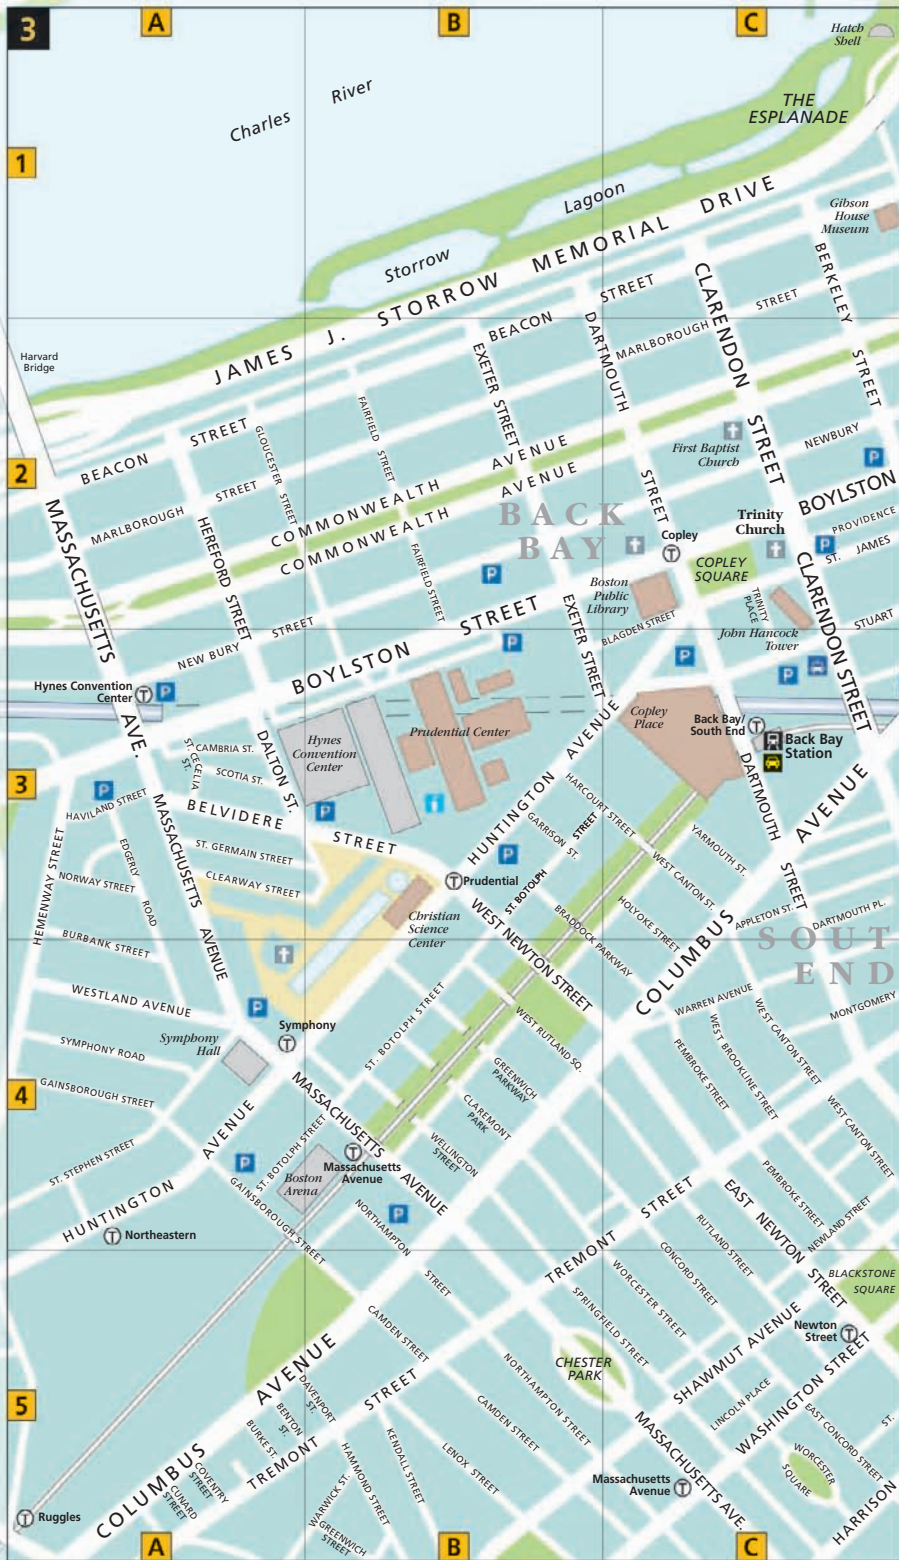 3
A
B
C
Hatch
Shell
Charles River
THE
ESPLANADE
1
Lagoon
Storrow
Gibson
House
Museum
JAMES J. STORROW MEMORIAL DRIVE
BERKELEY
STREET
CLARENDON
STREET
BEACON
STREET
DARTMOUTH
STREET
MARLBOROUGH
STREET
EXETER STREET
Harvard
Bridge
FAIRFIELD
STREET
GLOUCESTER
STREET
BEACON
STREET
First Baptist
Church
NEWBURY
P
2
COMMONWEALTH
AVENUE
COMMONWEALTH
AVENUE
MARLBOROUGH
STREET
HEREFORD STREET
MASSACHUSETTS
AVE.
BOYLSTON
PROVIDENCE
ST. JAMES
BACK
BAY
Trinity
Church
Copley
T
P
COPLEY
SQUARE
FAIRFIELD STREET
P
Boston
Public
Library
TRINITY
PLACE
CLARENDON STREET
STUART
John Hancock
Tower
BLAGDEN STREET
EXETER STREET
NEW BURY
STREET
BOYLSTON
STREET
P
P
P
Hynes Convention
Center
T
P
Copley
Place
Back Bay/
South End
T
Back Bay
Station
Hynes
Convention
Center
Prudential Center
DALTON ST.
ST. CECELIA
ST.
CAMBRIA ST.
SCOTIA ST.
3
P
HAVILAND STREET
BELVIDERE
STREET
P
i
HUNTINGTON
AVENUE
HARCOURT
STREET
GARRISON ST.
P
DARTMOUTH
STREET
AVENUE
YARMOUTH ST.
WEST CANTON ST.
ST. BOTOLPH
STREET
ST. GERMAIN STREET
CLEARWAY STREET
EDGERLY
ROAD
MASSACHUSETTS
AVENUE
HEMENWAY STREET
NORWAY STREET
T
Prudential
Christian
Science
Center
WEST NEWTON STREET
BRADDOCK PARKWAY
HOLYOKE STREET
APPLETON ST.
DARTMOUTH PL.
COLUMBUS
BURBANK STREET
SOUT
END
WESTLAND AVENUE
P
Symphony
T
Symphony
Hall
SYMPHONY ROAD
ST. BOTOLPH STREET
WEST RUTLAND SQ.
WARREN AVENUE
MONTGOMERY
WEST CANTON STREET
WEST BROOKLINE STREET
PEMBROKE STREET
GREENWICH
PARKWAY
4
GAINSBOROUGH STREET
MASSACHUSETTS
AVENUE
CLAREMONT
PARK
WELLINGTON
STREET
WEST CANTON STREET
ST. STEPHEN STREET
HUNTINGTON
AVENUE
P
ST. BOTOLPH STREET
T
Massachusetts
Avenue
Boston
Arena
GAINSBOROUGH STREET
P
NORTHAMPTON
STREET
PEMBROKE STREET
EAST NEWTON
STREET
NEWLAND STREET
T
Northeastern
TREMONT
STREET
RUTLAND STREET
CONCORD STREET
WORCESTER STREET
SPRINGFIELD STREET
BLACKSTONE
SQUARE
Newton
Street
T
SHAWMUT AVENUE
CAMDEN STREET
CHESTER
PARK
WASHINGTON STREET
AVENUE
TREMONT
STREET
5
NORTHAMPTON STREET
CAMDEN STREET
LINCOLN PLACE
EAST CONCORD STREET
ST.
DAVENPORT
ST.
BENTON
ST.
BURKE ST.
MASSACHUSETTS AVE.
WORCESTER
SQUARE
COLUMBUS
COVENTRY
STREET
CUNARD
STREET
HAMMOND STREET
KENDALL STREET
LENOX STREET
WARWICK ST.
GREENWICH
STREET
Massachusetts
Avenue
T
HARRISON
T
Ruggles
A
B
C